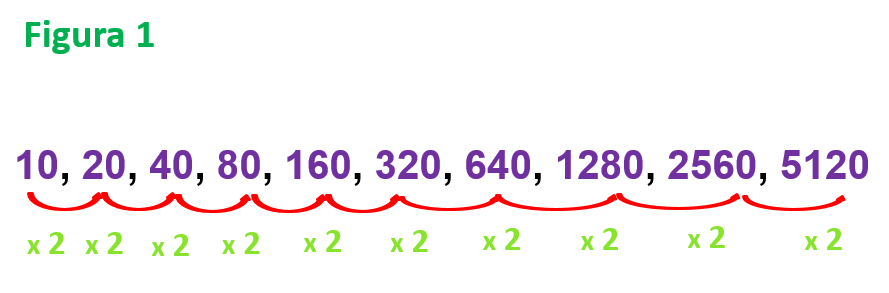 Figura 1
10, 20, 40, 80, 160, 320, 640, 1280, 2560, 5120
x 2 x 2 x 2 x 2 x 2 x 2 x 2 x 2 x 2 x 2